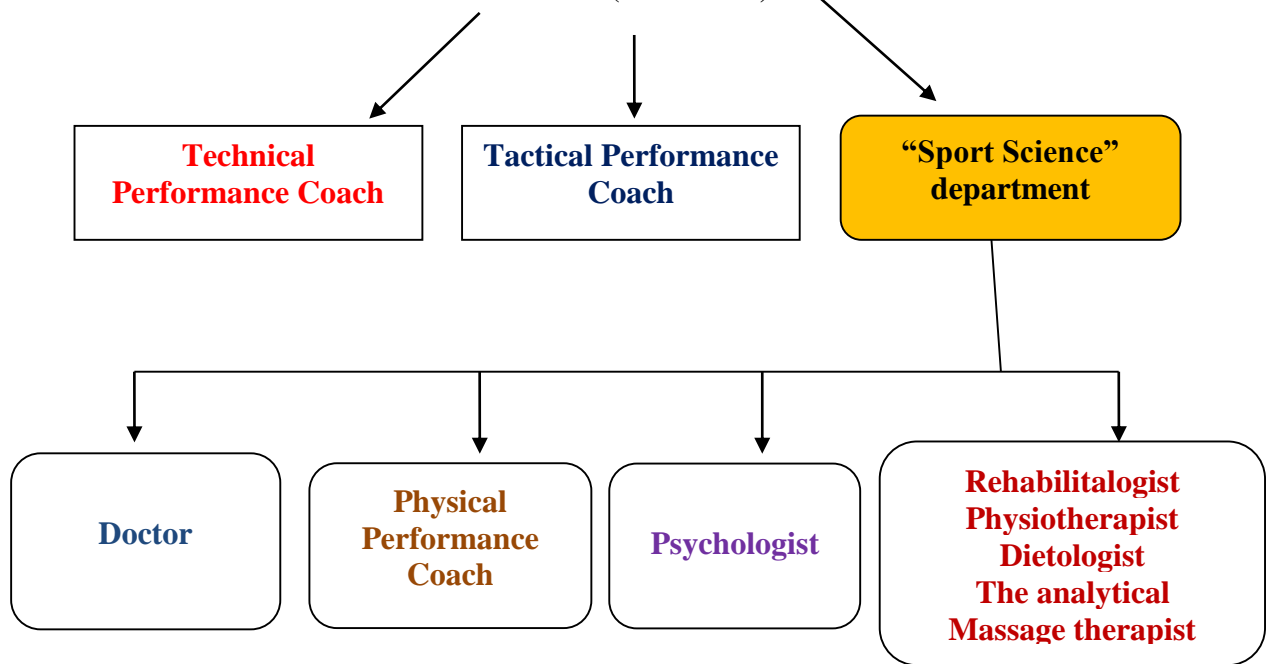 Technical
Performance Coach
Tactical Performance
Coach
“Sport Science”
department
Doctor
Physical
Performance
Coach
Psychologist
Rehabilitalogist
Physiotherapist
Dietologist
The analytical
Massage therapist